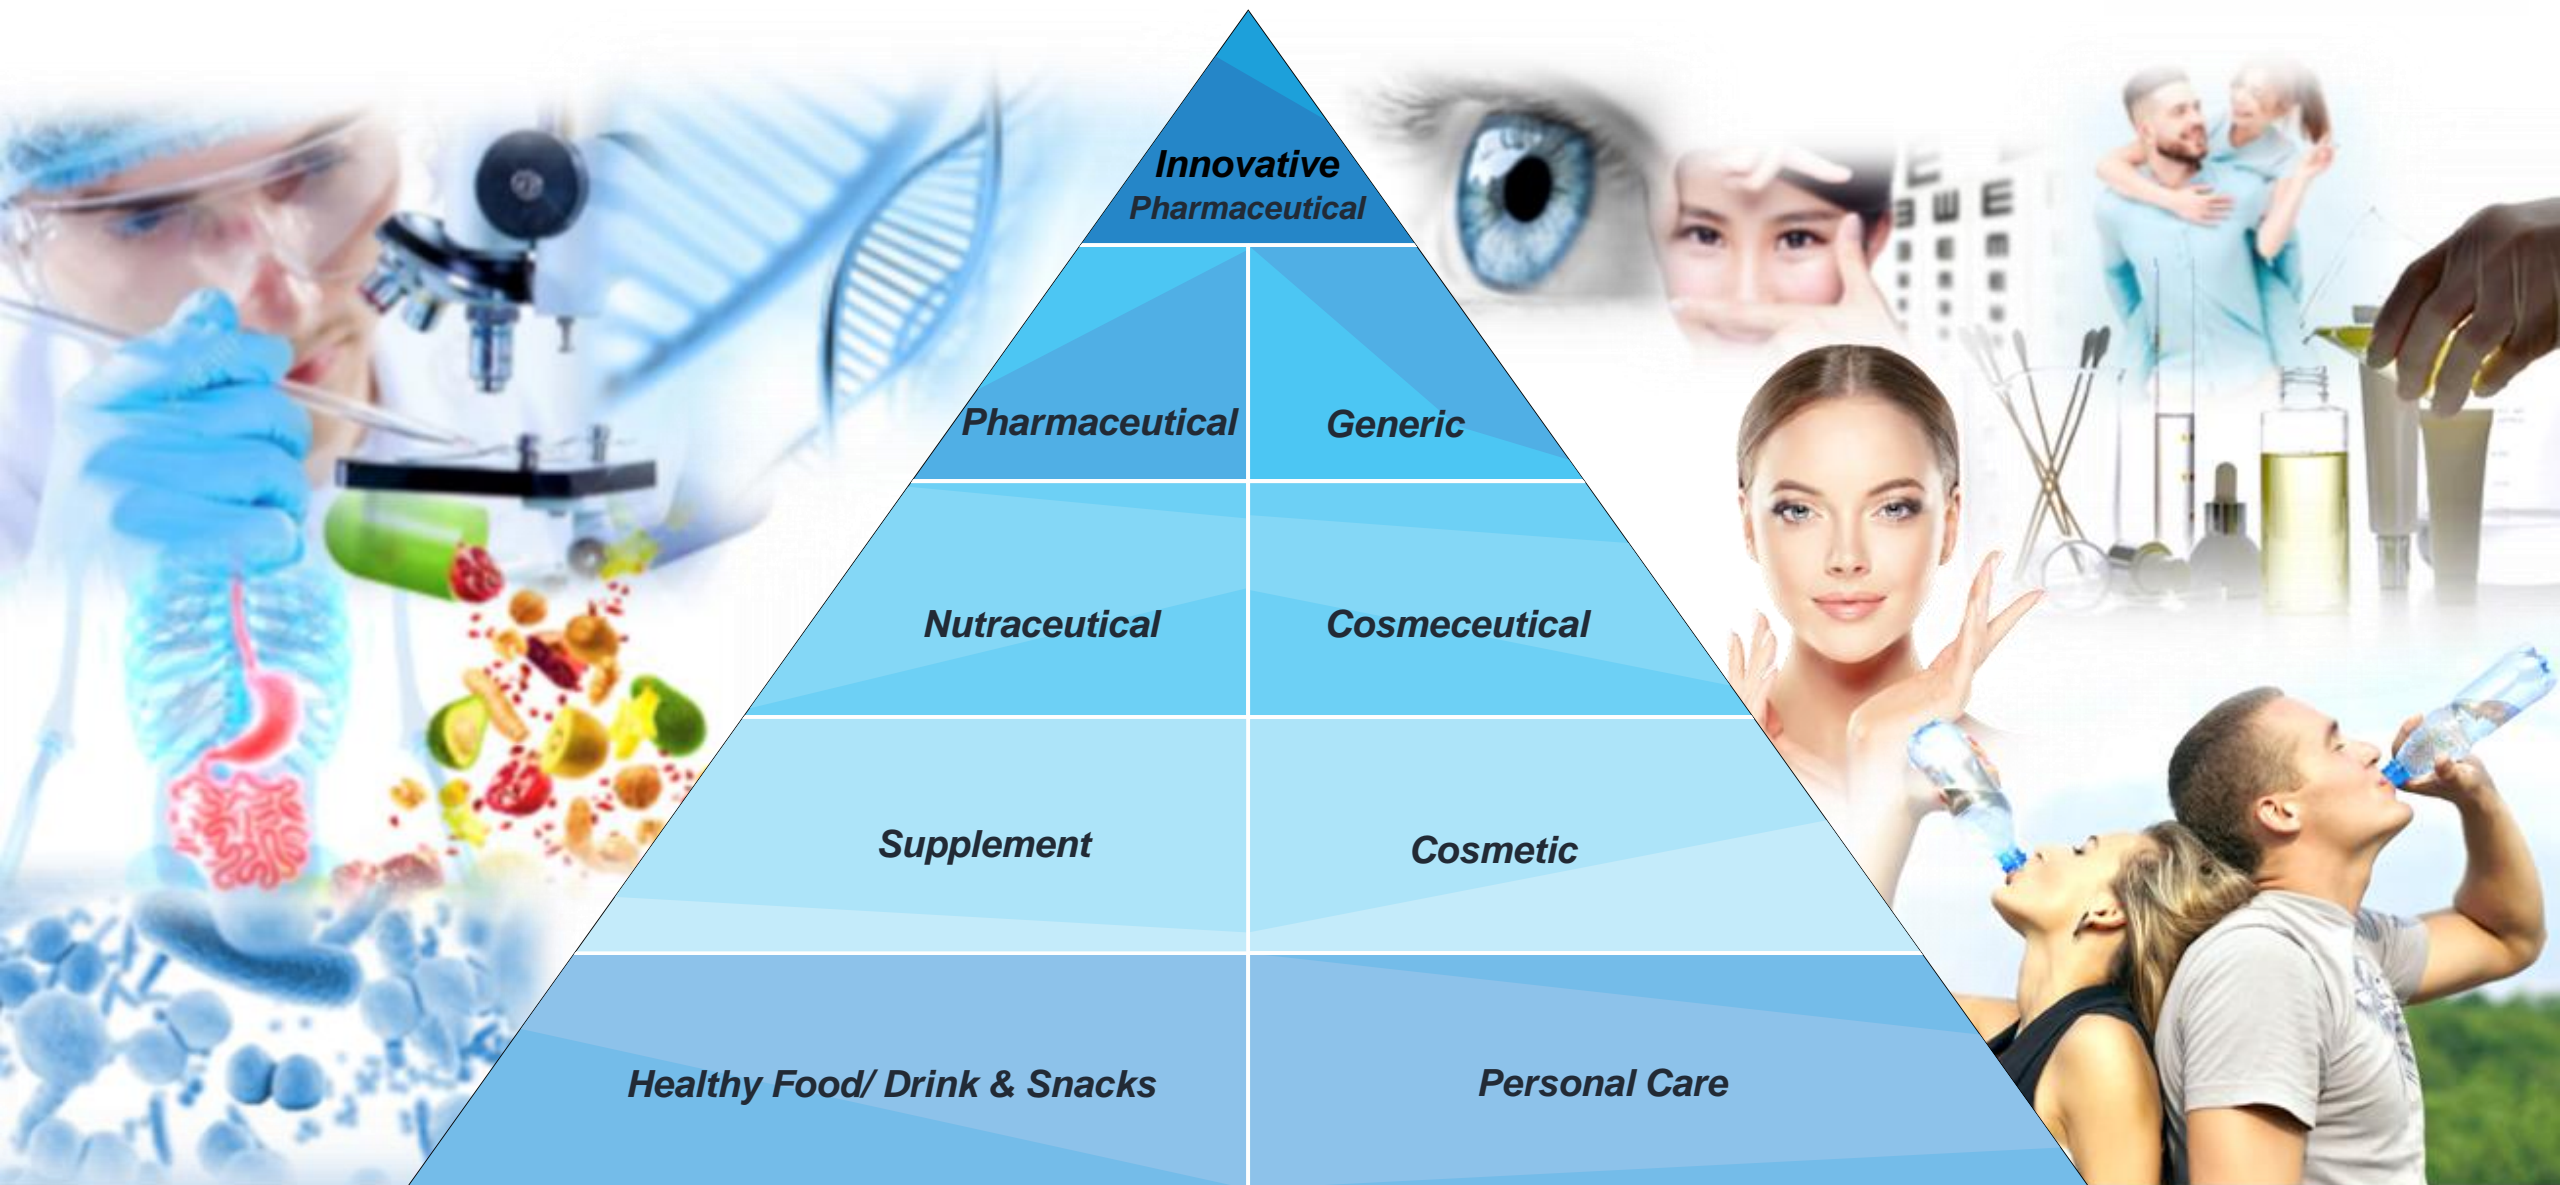 Innovative
Pharmaceutical
Pharmaceutical
Generic
Nutraceutical
Cosmeceutical
Supplement
Cosmetic
Healthy Food/ Drink & Snacks
Personal Care